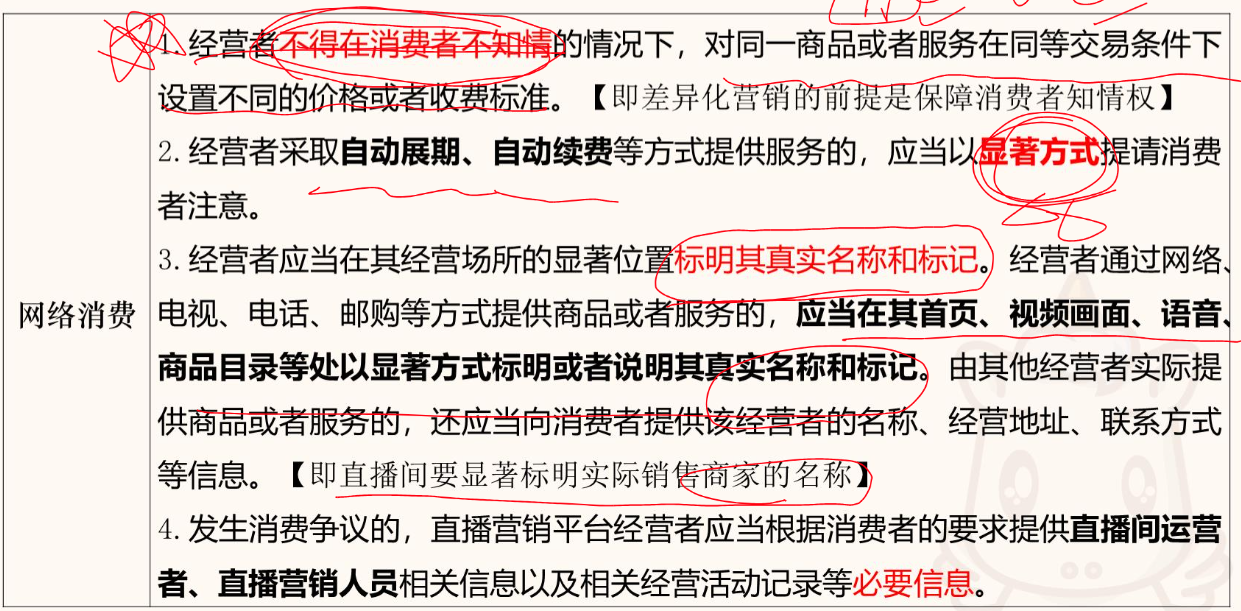 网络消费
1. 经营者不得在消费者不知情的情况下，对同一商品或者服务在同等交易条件下
设置不同的价格或者收费标准。【即差异化营销的前提是保障消费者知情权】
2. 经营者采取自动展期、自动续费等方式提供服务的，应当以显著方式提请消费
者注意。
3. 经营者应当在其经营场所的显著位置标明其真实名称和标记。经营者通过网络、
电视、电话、邮购等方式提供商品或者服务的，应当在其首页、视频画面、语音、
商品目录等处以显著方式标明或者说明其真实名称和标记。由其他经营者实际提
供商品或者服务的，还应当向消费者提供该经营者的名称、经营地址、联系方式
等信息。【即直播间要显著标明实际销售商家的名称】
4. 发生消费争议的，直播营销平台经营者应当根据消费者的要求提供直播间运营
者、直播营销人员相关信息以及相关经营活动记录等必要信息。